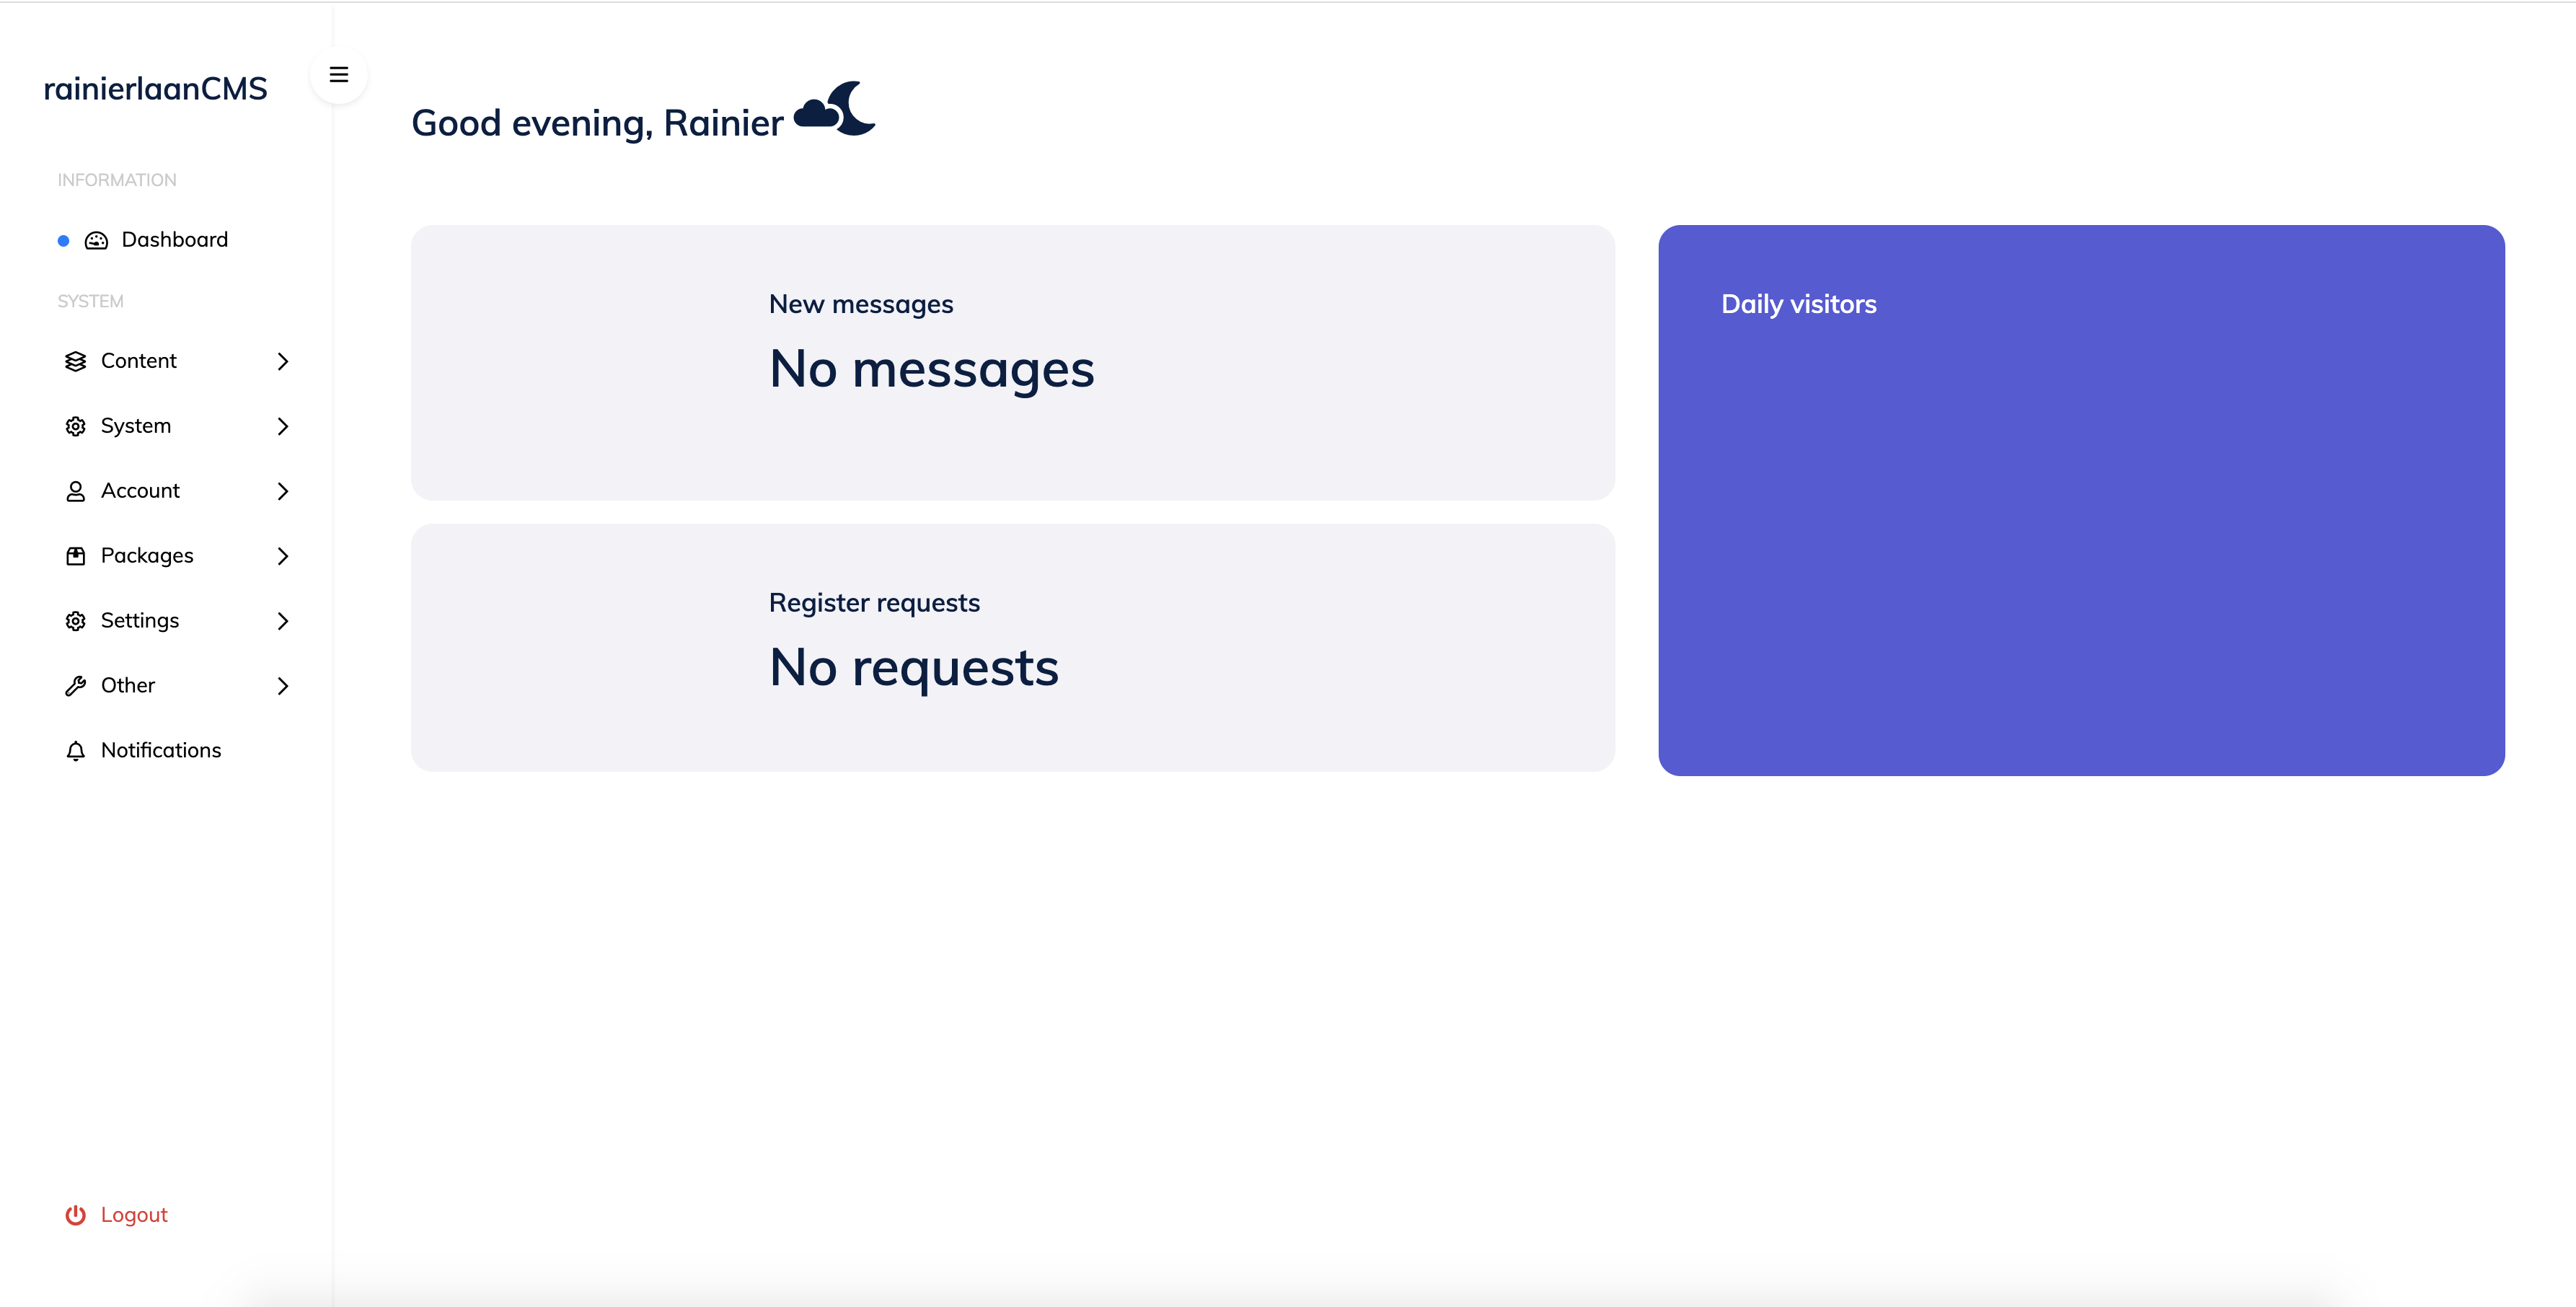 rainierlaanCMS
INFORMATION
Dashboard
SYSTEM
Content
System
Account
Packages
Settings
Other
Notifications
Logout
Good evening, Rainier
New messages
No messages
Register requests
No requests
Daily visitors